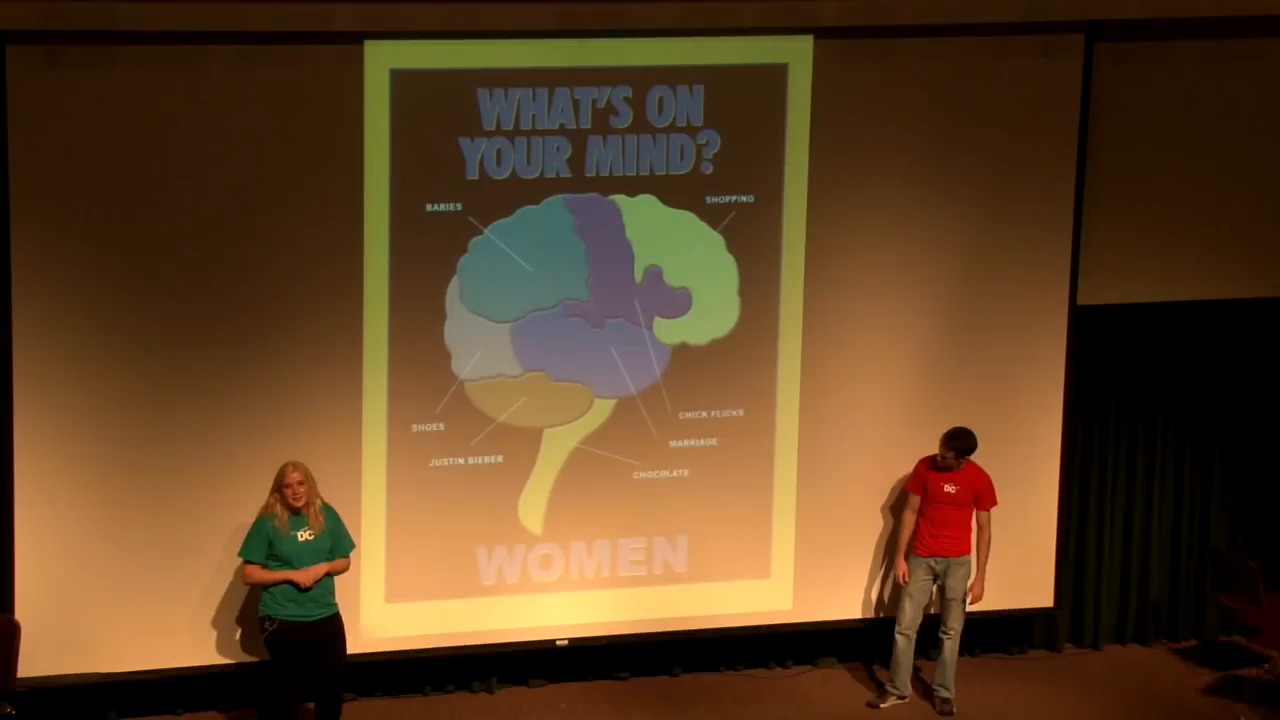 WHAT'S ON
YOUR MIND?
BABIES
SHOPPING
SHOES
CHICK FLICKS
MARRIAGE
JUSTIN BIEBER
CHOCOLATE
WOMEN
DC
DC